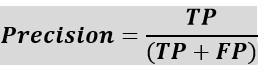 Precision = TP / (TP + FP)